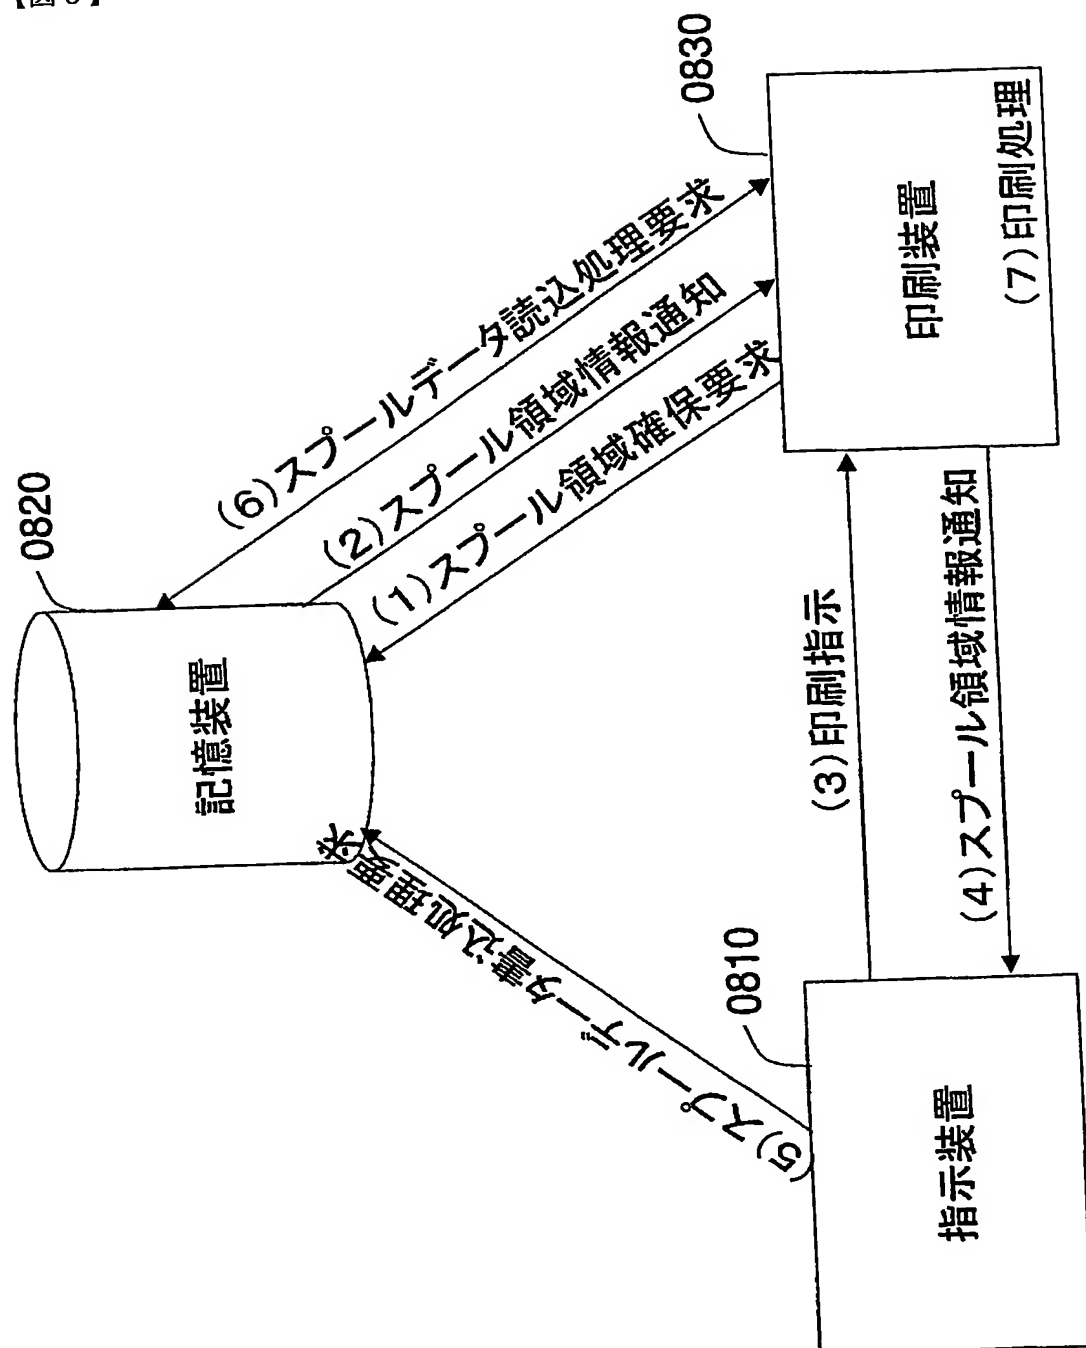 0820
記憶装置
0830
印刷装置
(7)印刷処理
0810
指示装置
(1)スプール領域確保要求
(2)スプール領域情報通知
(3)印刷指示
(4)スプール領域情報通知
(5)スプールデータ書込処理要求
(6)スプールデータ読込処理要求